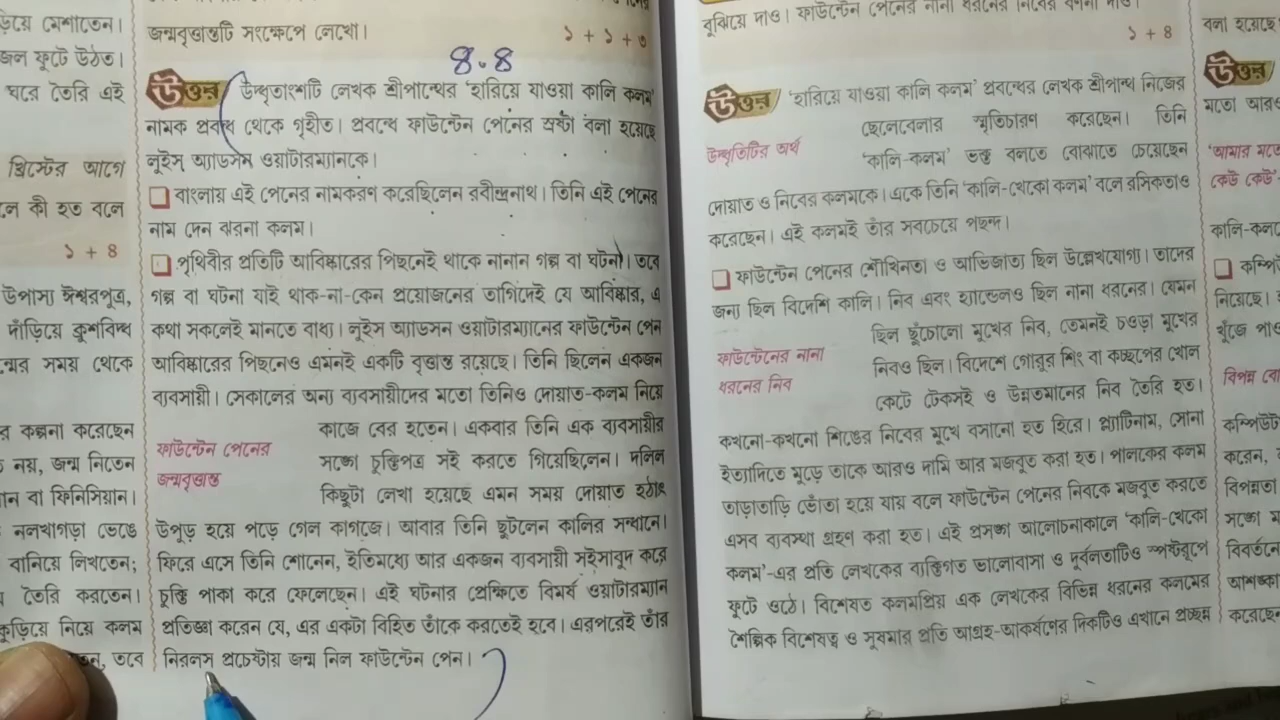 জন্মবৃত্তান্তটি সংক্ষেপে লেখো।
১ + ১ + ৩
8.8
উত্তর উদ্ধৃতাংশটি লেখক শ্রীপান্থের ‘হারিয়ে যাওয়া কালি কলম’
নামক প্রবন্ধ থেকে গৃহীত। প্রবন্ধে ফাউন্টেন পেনের স্রষ্টা বলা হয়েছে
লুইস অ্যাডসন ওয়াটারম্যানকে।
বাংলায় এই পেনের নামকরণ করেছিলেন রবীন্দ্রনাথ। তিনি এই পেনের
নাম দেন ঝরনা কলম।
পৃথিবীর প্রতিটি আবিষ্কারের পিছনেই থাকে নানান গল্প বা ঘটনা। তবে
গল্প বা ঘটনা যাই থাক-না-কেন প্রয়োজনের তাগিদেই যে আবিষ্কার, এ
কথা সকলেই মানতে বাধ্য। লুইস অ্যাডসন ওয়াটারম্যানের ফাউন্টেন পেন
আবিষ্কারের পিছনেও এমনই একটি বৃত্তান্ত রয়েছে। তিনি ছিলেন একজন
ব্যবসায়ী। সেকালের অন্য ব্যবসায়ীদের মতো তিনিও দোয়াত-কলম নিয়ে
কাজে বের হতেন। একবার তিনি এক ব্যবসায়ীর
ফাউন্টেন পেনের
সঙ্গে চুক্তিপত্র সই করতে গিয়েছিলেন। দলিল
জন্মবৃত্তান্ত
কিছুটা লেখা হয়েছে এমন সময় দোয়াত হঠাৎ
উপুড় হয়ে পড়ে গেল কাগজে। আবার তিনি ছুটলেন কালির সন্ধানে।
ফিরে এসে তিনি শোনেন, ইতিমধ্যে আর একজন ব্যবসায়ী সইসাবুদ করে
চুক্তি পাকা করে ফেলেছেন। এই ঘটনার প্রেক্ষিতে বিমর্ষ ওয়াটারম্যান
প্রতিজ্ঞা করেন যে, এর একটা বিহিত তাঁকে করতেই হবে। এরপরেই তাঁর
নিরলস প্রচেষ্টায় জন্ম নিল ফাউন্টেন পেন।
বুঝিয়ে দাও। ফাউন্টেন পেনের নানা ধরনের নিবের বর্ণনা দাও।
১ + ৪
উত্তর ‘হারিয়ে যাওয়া কালি কলম’ প্রবন্ধের লেখক শ্রীপান্থ নিজের
ছেলেবেলার স্মৃতিচারণ করেছেন। তিনি
উদ্ধৃতিটির অর্থ
‘কালি-কলম’ ভক্ত বলতে বোঝাতে চেয়েছেন
দোয়াত ও নিবের কলমকে। একে তিনি ‘কালি-খেকো কলম’ বলে রসিকতাও
করেছেন। এই কলমই তাঁর সবচেয়ে পছন্দ।
ফাউন্টেন পেনের শৌখিনতা ও আভিজাত্য ছিল উল্লেখযোগ্য। তাদের
জন্য ছিল বিদেশি কালি। নিব এবং হ্যান্ডেলও ছিল নানা ধরনের। যেমন
ছিল ছুঁচোলো মুখের নিব, তেমনই চওড়া মুখের
ফাউন্টেনের নানা
নিবও ছিল। বিদেশে গোরুর শিং বা কচ্ছপের খোল
ধরনের নিব
কেটে টেকসই ও উন্নতমানের নিব তৈরি হত।
কখনো-কখনো শিঙের নিবের মুখে বসানো হত হিরে। প্ল্যাটিনাম, সোনা
ইত্যাদিতে মুড়ে তাকে আরও দামি আর মজবুত করা হত। পালকের কলম
তাড়াতাড়ি ভোঁতা হয়ে যায় বলে ফাউন্টেন পেনের নিবকে মজবুত করতে
এসব ব্যবস্থা গ্রহণ করা হত। এই প্রসঙ্গ আলোচনাকালে ‘কালি-খেকো
কলম’-এর প্রতি লেখকের ব্যক্তিগত ভালোবাসা ও দুর্বলতাটিও স্পষ্টরূপে
ফুটে ওঠে। বিশেষত কলমপ্রিয় এক লেখকের বিভিন্ন ধরনের কলমের
শৈল্পিক বিশেষত্ব ও সুষমার প্রতি আগ্রহ-আকর্ষণের দিকটিও এখানে প্রচ্ছন্ন